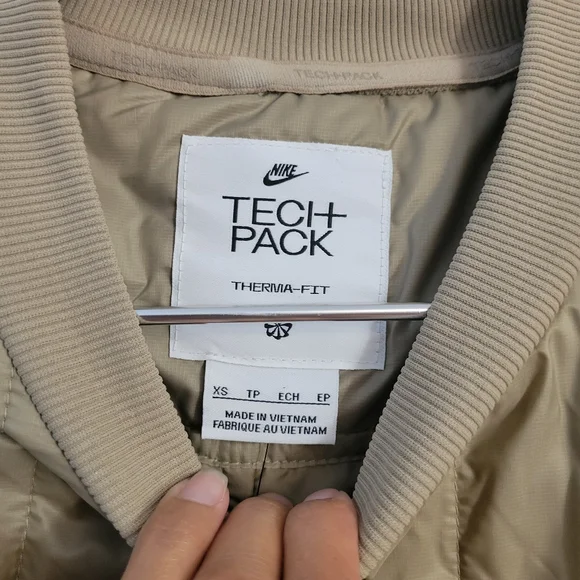 TECH+PACK TECH+PACK
NIKE
TECH+
PACK
THERMA-FIT
XS TP ECH EP
MADE IN VIETNAM
FABRIQUE AU VIETNAM